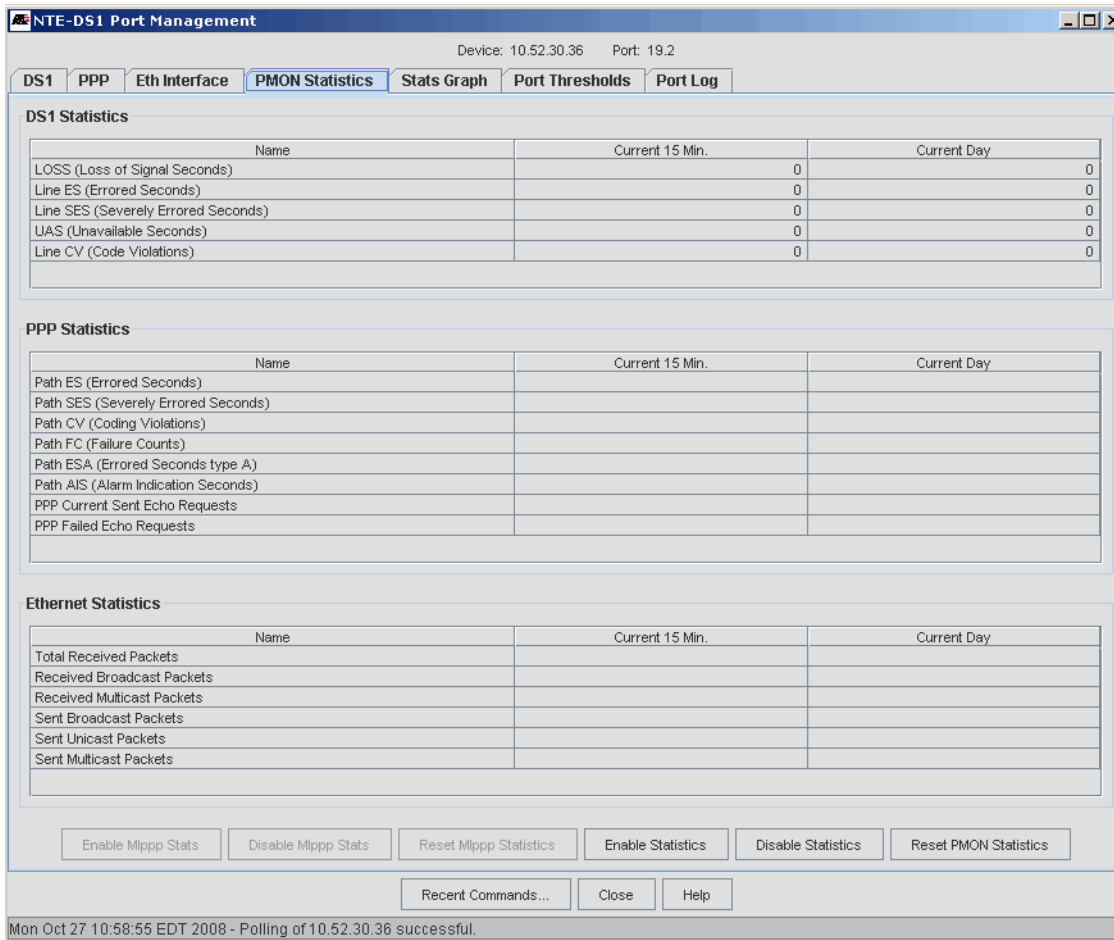 NTE-DS1 Port Management
Device: 10.52.30.36 Port: 19.2
DS1 PPP Eth Interface PMON Statistics Stats Graph Port Thresholds Port Log
DS1 Statistics
Name Current 15 Min. Current Day
LOSS (Loss of Signal Seconds) 0 0
Line ES (Errored Seconds) 0 0
Line SES (Severely Errored Seconds) 0 0
UAS (Unavailable Seconds) 0 0
Line CV (Code Violations) 0 0
PPP Statistics
Name Current 15 Min. Current Day
Path ES (Errored Seconds)
Path SES (Severely Errored Seconds)
Path CV (Coding Violations)
Path FC (Failure Counts)
Path ESA (Errored Seconds type A)
Path AIS (Alarm Indication Seconds)
PPP Current Sent Echo Requests
PPP Failed Echo Requests
Ethernet Statistics
Name Current 15 Min. Current Day
Total Received Packets
Received Broadcast Packets
Received Multicast Packets
Sent Broadcast Packets
Sent Unicast Packets
Sent Multicast Packets
Enable Mlppp Stats Disable Mlppp Stats Reset Mlppp Statistics Enable Statistics Disable Statistics Reset PMON Statistics
Recent Commands... Close Help
Mon Oct 27 10:58:55 EDT 2008 - Polling of 10.52.30.36 successful.